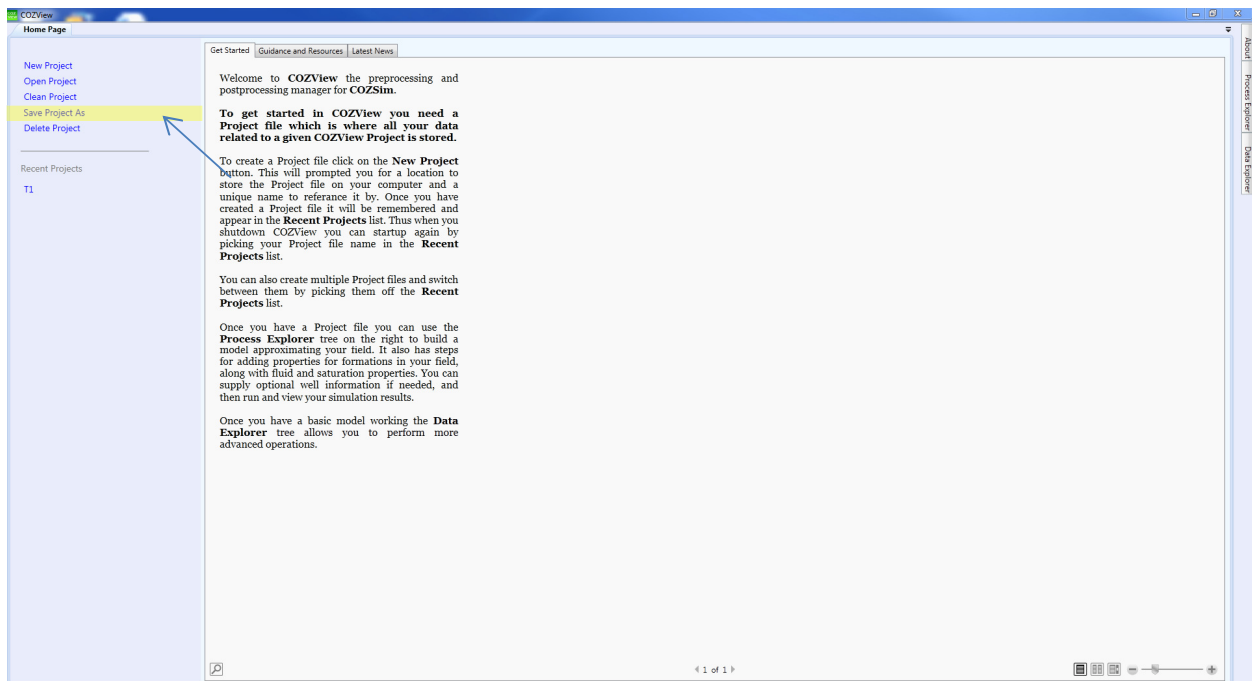 COZView
Home Page
New Project
Open Project
Clean Project
Save Project As
Delete Project
Recent Projects
T1
Get Started Guidance and Resources Latest News
Welcome to COZView the preprocessing and
postprocessing manager for COZSim.
To get started in COZView you need a
Project file which is where all your data
related to a given COZView Project is stored.
To create a Project file click on the New Project
button. This will prompted you for a location to
store the Project file on your computer and a
unique name to referance it by. Once you have
created a Project file it will be remembered and
appear in the Recent Projects list. Thus when you
shutdown COZView you can startup again by
picking your Project file name in the Recent
Projects list.
You can also create multiple Project files and switch
between them by picking them off the Recent
Projects list.
Once you have a Project file you can use the
Process Explorer tree on the right to build a
model approximating your field. It also has steps
for adding properties for formations in your field,
along with fluid and saturation properties. You can
supply optional well information if needed, and
then run and view your simulation results.
Once you have a basic model working the Data
Explorer tree allows you to perform more
advanced operations.
1 of 1
About
Process Explorer
Data Explorer